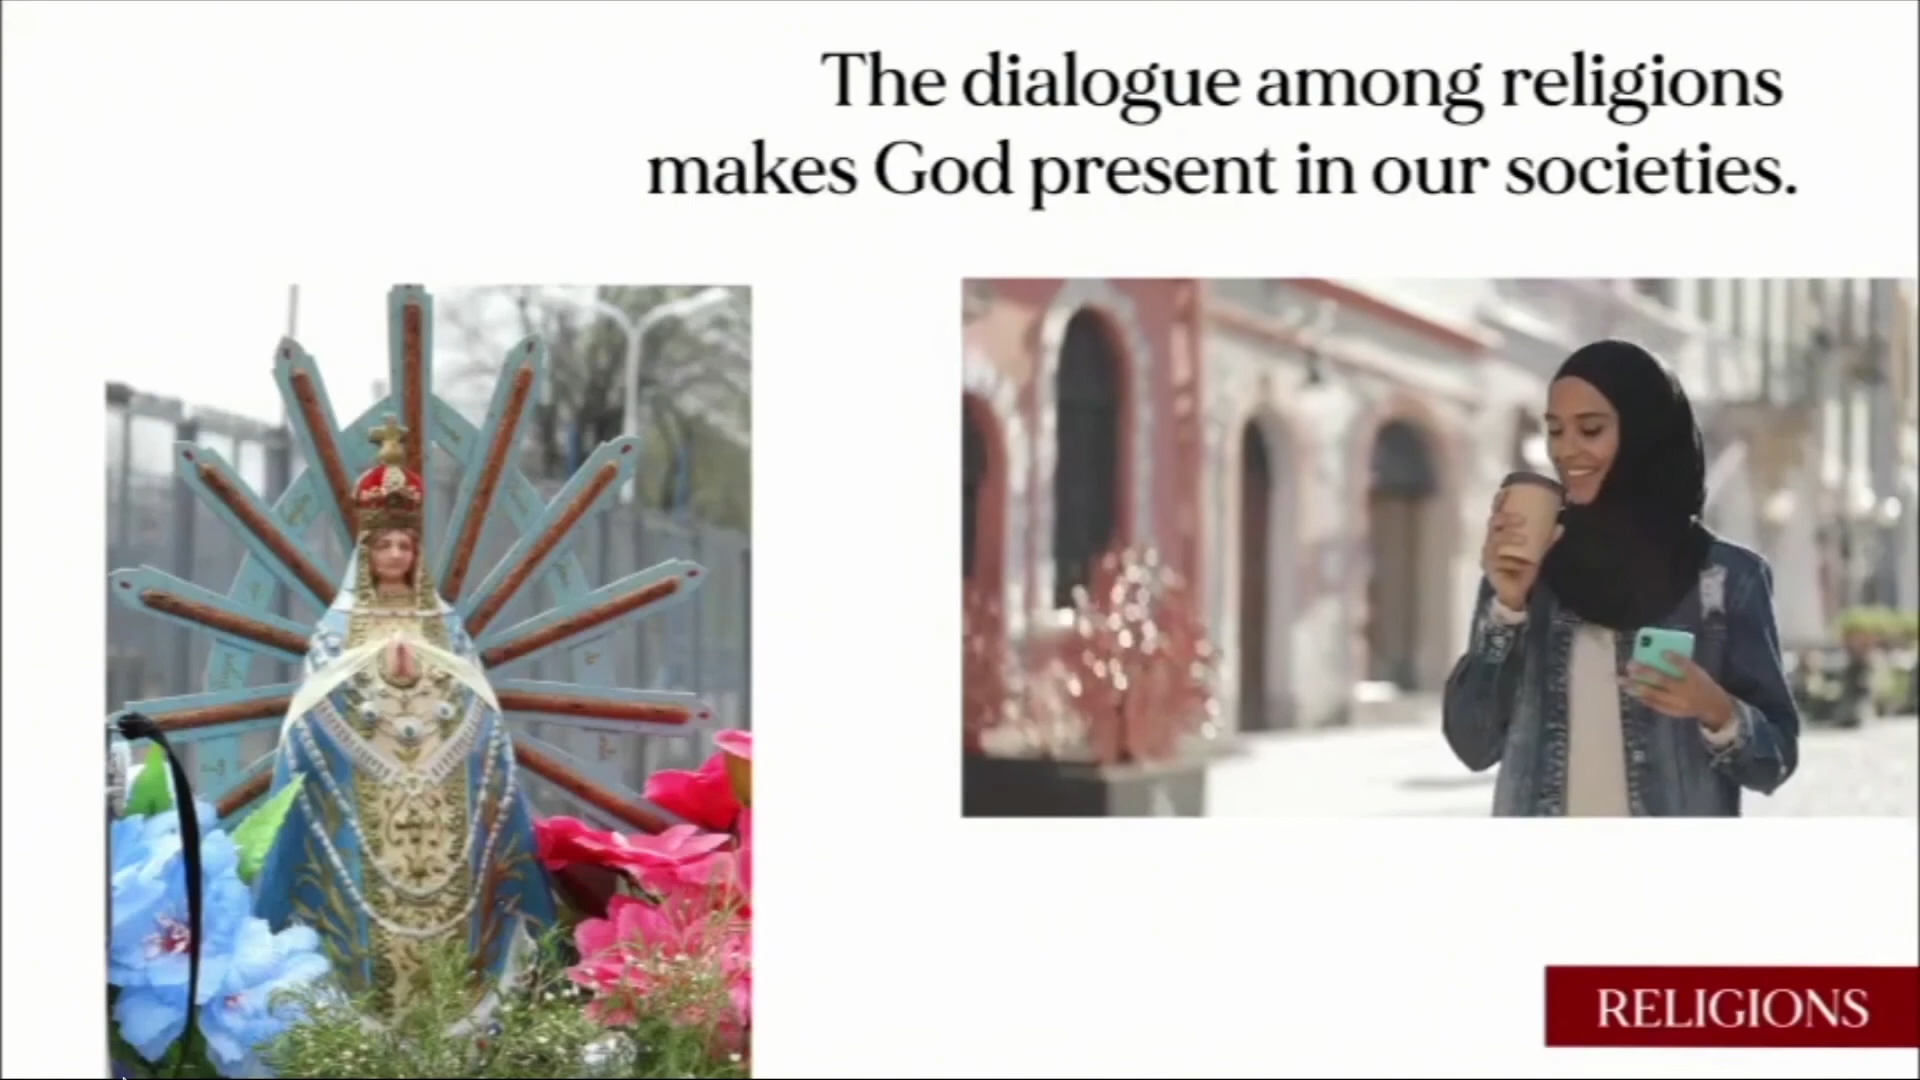 The dialogue among religions
makes God present in our societies.
RELIGIONS